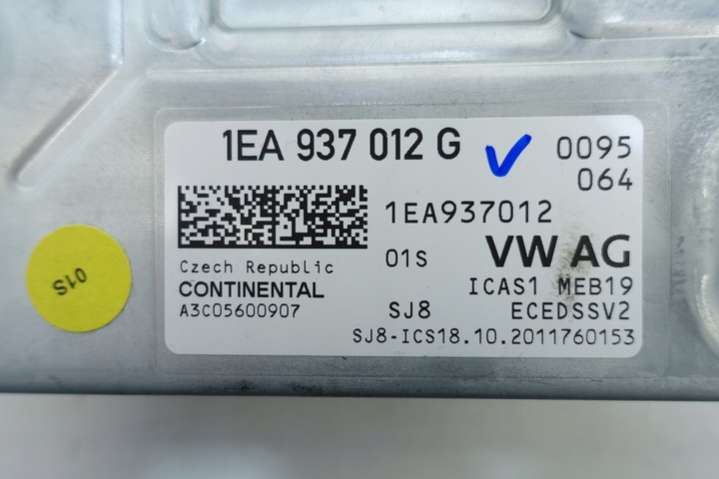 1EA 937 012 G
0095
064
1EA937012
01S
VW AG
Czech Republic
CONTINENTAL
ICAS1 MEB19
A3C05600907
SJ8
ECEDSSV2
SJ8-ICS18.10.2011760153
01S